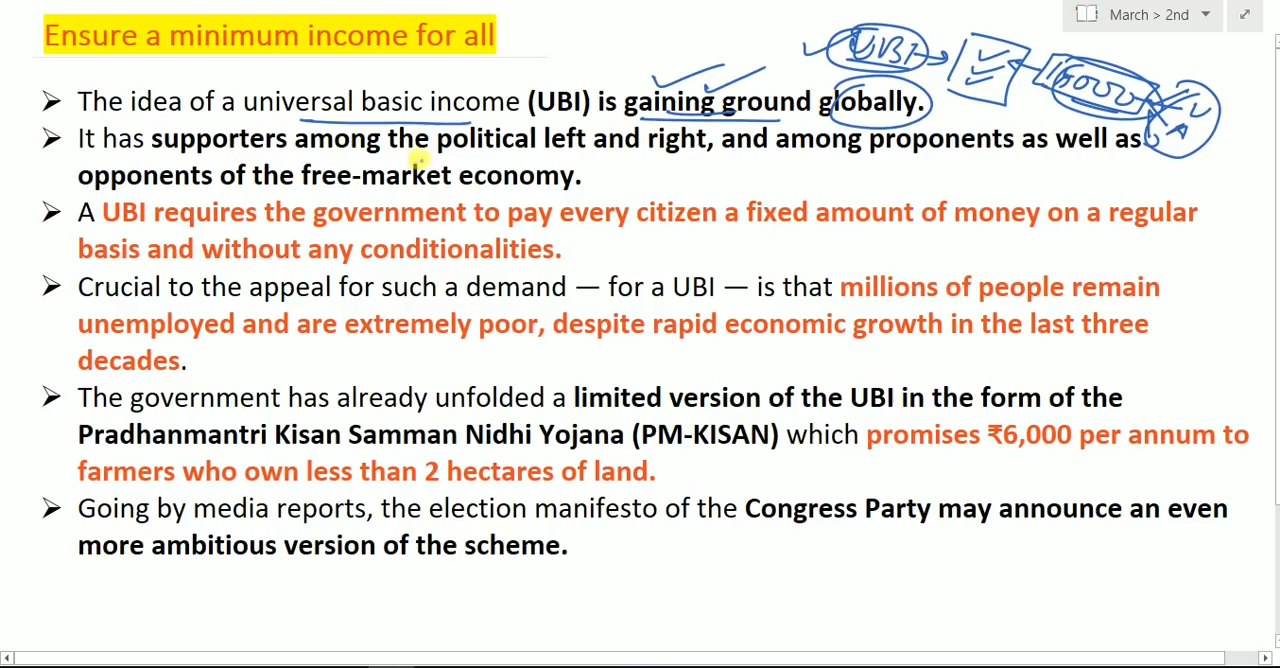 March > 2nd
Ensure a minimum income for all
UBI
15000
➤ The idea of a universal basic income (UBI) is gaining ground globally.
➤ It has supporters among the political left and right, and among proponents as well as
opponents of the free-market economy.
➤ A UBI requires the government to pay every citizen a fixed amount of money on a regular
basis and without any conditionalities.
➤ Crucial to the appeal for such a demand — for a UBI — is that millions of people remain
unemployed and are extremely poor, despite rapid economic growth in the last three
decades.
➤ The government has already unfolded a limited version of the UBI in the form of the
Pradhanmantri Kisan Samman Nidhi Yojana (PM-KISAN) which promises ₹6,000 per annum to
farmers who own less than 2 hectares of land.
➤ Going by media reports, the election manifesto of the Congress Party may announce an even
more ambitious version of the scheme.